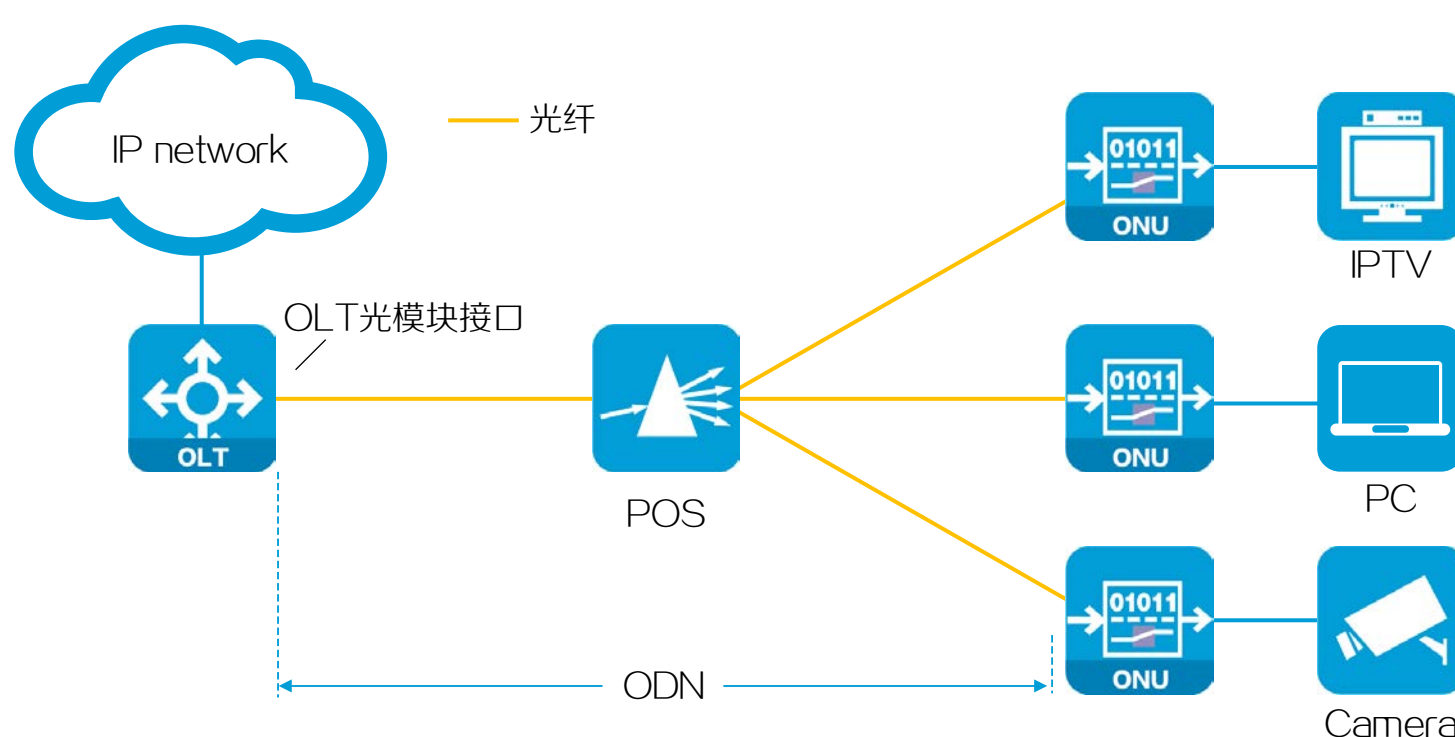 IP network
光纤
01011
ONU
IPTV
OLT光模块接口
OLT
POS
01011
ONU
PC
ODN
01011
ONU
Camera